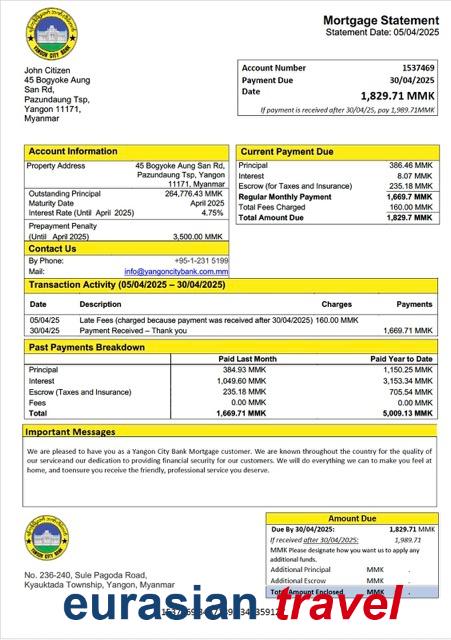 Mortgage Statement
Statement Date: 05/04/2025
YANGON CITY BANK
John Citizen
45 Bogyoke Aung
San Rd,
Pazundaung Tsp,
Yangon 11171,
Myanmar
Account Number 1537469
Payment Due 30/04/2025
Date 1,829.71 MMK
If payment is received after 30/04/25, pay 1,989.71MMK
Account Information
Property Address 45 Bogyoke Aung San Rd,
Pazundaung Tsp, Yangon
11171, Myanmar
Outstanding Principal 264,776.43 MMK
Maturity Date April 2025
Interest Rate (Until April 2025) 4.75%
Prepayment Penalty
(Until April 2025) 3,500.00 MMK
Contact Us
By Phone: +95-1-231 5199
Mail: info@yangoncitybank.com.mm
Current Payment Due
Principal 386.46 MMK
Interest 8.07 MMK
Escrow (for Taxes and Insurance) 235.18 MMK
Regular Monthly Payment 1,669.7 MMK
Total Fees Charged 160.00 MMK
Total Amount Due 1,829.7 MMK
Transaction Activity (05/04/2025 – 30/04/2025)
Date Description Charges Payments
05/04/25 Late Fees (charged because payment was received after 30/04/2025) 160.00 MMK
30/04/25 Payment Received – Thank you 1,669.71 MMK
Past Payments Breakdown
Paid Last Month Paid Year to Date
Principal 384.93 MMK 1,150.25 MMK
Interest 1,049.60 MMK 3,153.34 MMK
Escrow (Taxes and Insurance) 235.18 MMK 705.54 MMK
Fees 0.00 MMK 0.00 MMK
Total 1,669.71 MMK 5,009.13 MMK
Important Messages
We are pleased to have you as a Yangon City Bank Mortgage customer. We are known throughout the country for the quality of
our serviceand our dedication to providing financial security for our customers. We will do everything we can to make you feel at
home, and toensure you receive the friendly, professional service you deserve.
YANGON CITY BANK
No. 236-240, Sule Pagoda Road,
Kyauktada Township, Yangon, Myanmar
Amount Due
Due By 30/04/2025: 1,829.71 MMK
If received after 30/04/2025: 1,989.71
MMK Please designate how you want us to apply any
additional funds.
Additional Principal MMK .
Additional Escrow MMK .
Total Amount Enclosed MMK .
eurasian travel